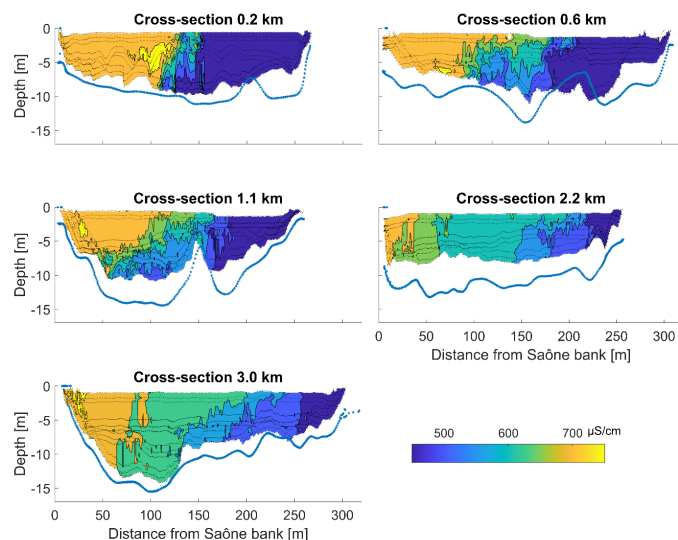 Cross-section 0.2 km
Cross-section 0.6 km
0
-5
-10
-15
Depth [m]
0
-5
-10
-15
Cross-section 1.1 km
Cross-section 2.2 km
0
-5
-10
-15
Depth [m]
0
-5
-10
-15
0 50 100 150 200 250 300
Distance from Saône bank [m]
Cross-section 3.0 km
0
-5
-10
-15
Depth [m]
0 50 100 150 200 250 300
Distance from Saône bank [m]
500 600 700 µS/cm